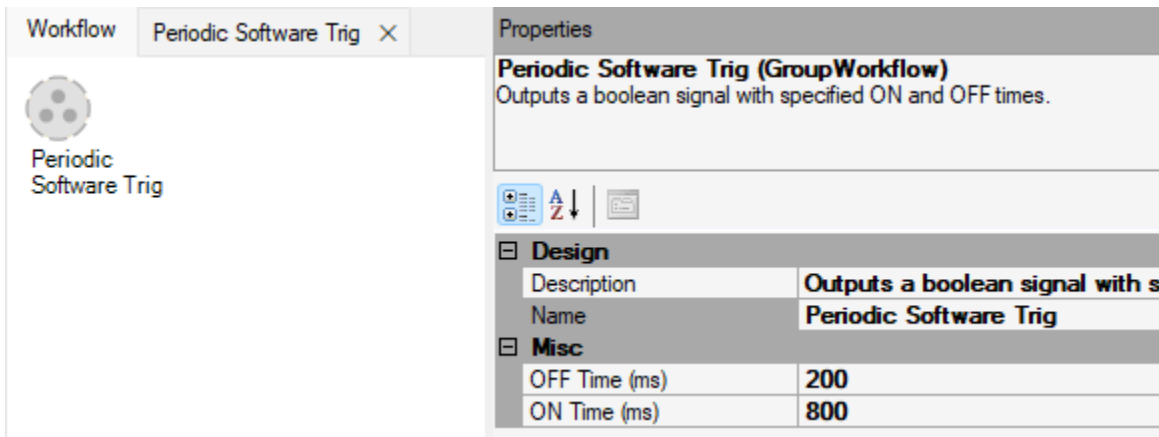 Workflow
Periodic Software Trig
Periodic
Software Trig
Properties
Periodic Software Trig (GroupWorkflow)
Outputs a boolean signal with specified ON and OFF times.
A
Z
Design
Description Outputs a boolean signal with s
Name Periodic Software Trig
Misc
OFF Time (ms) 200
ON Time (ms) 800